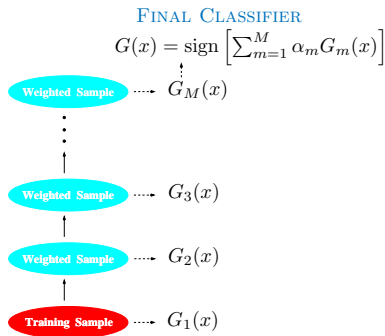 FINAL CLASSIFIER
G(x) = sign [∑_{m=1}^{M} α_m G_m(x)]
Weighted Sample G_M(x)
Weighted Sample G_3(x)
Weighted Sample G_2(x)
Training Sample G_1(x)